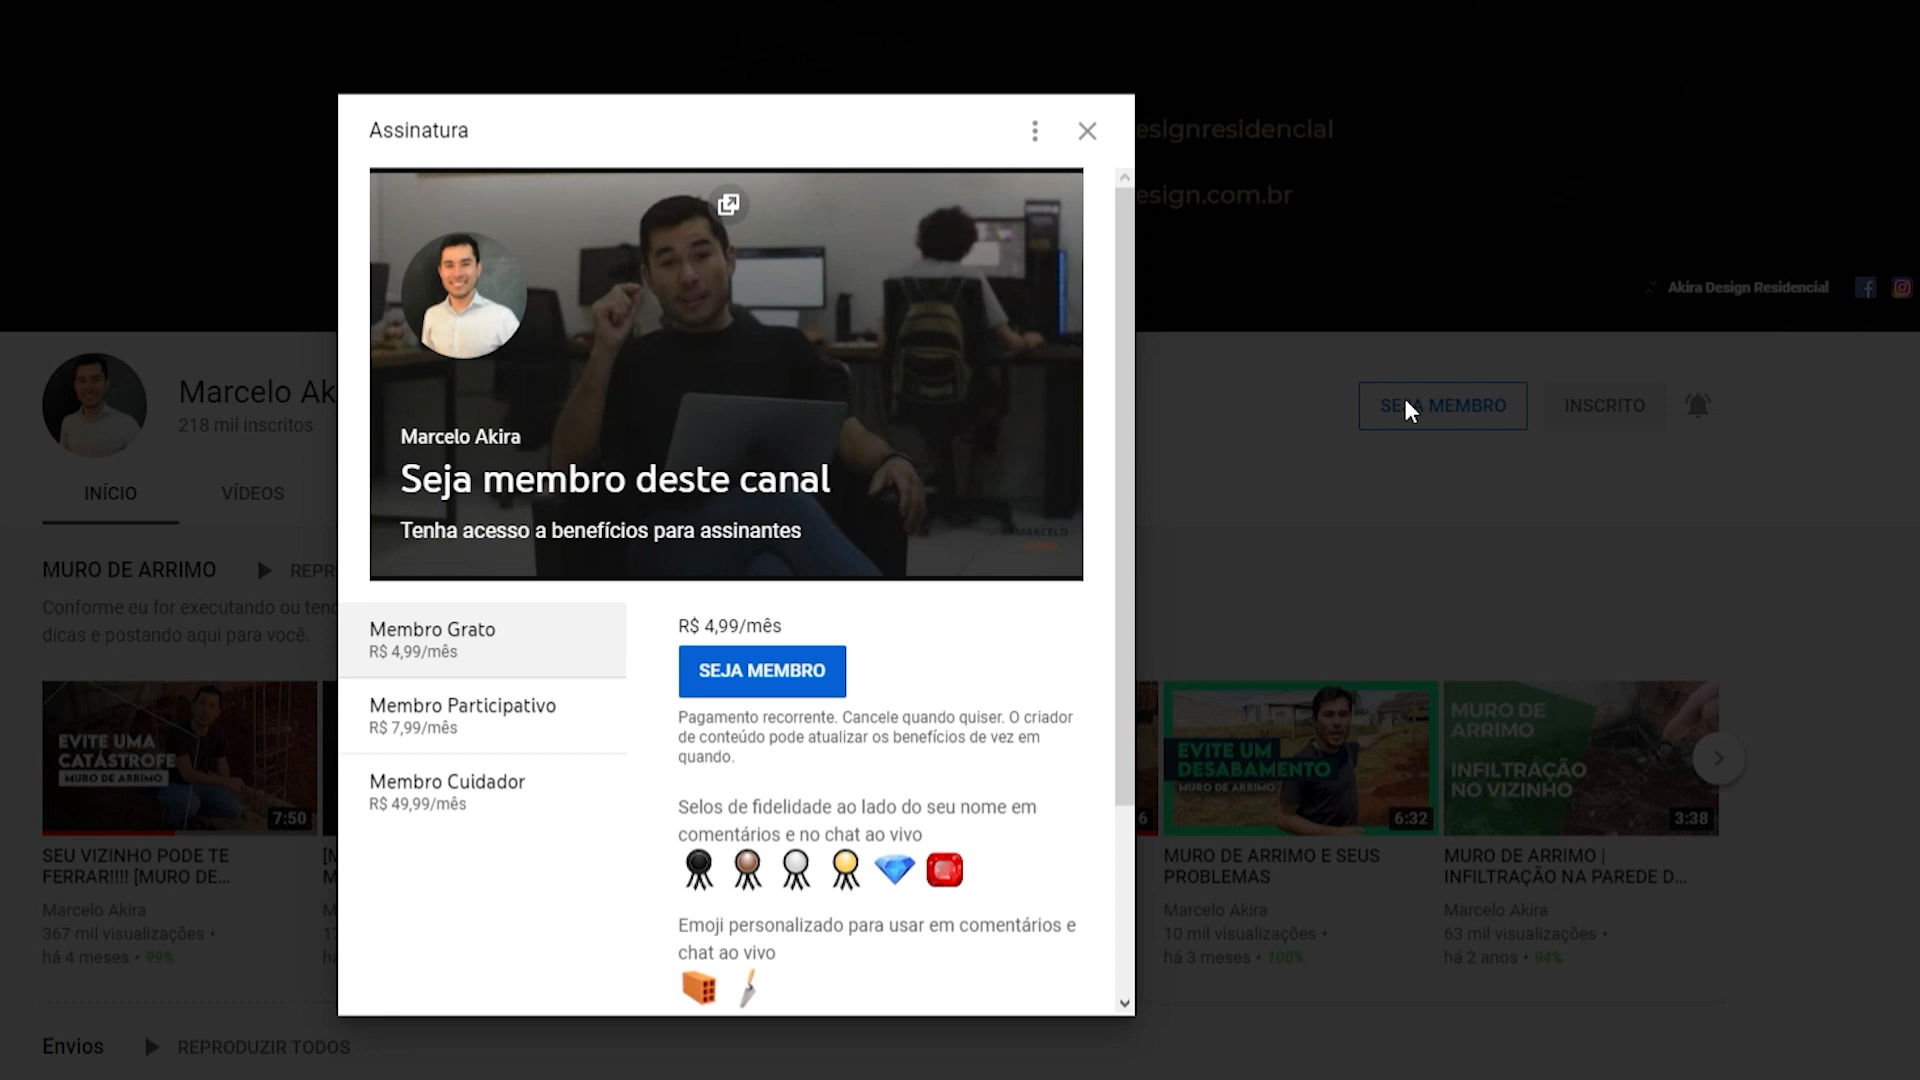 esignresidencial
esign.com.br
Akira Design Residencial
Marcelo Ak
218 mil inscritos
SEJA MEMBRO
INSCRITO
INÍCIO
VÍDEOS
MURO DE ARRIMO
REPR
Conforme eu for executando ou tend
dicas e postando aqui para você.
Assinatura
Marcelo Akira
Seja membro deste canal
Tenha acesso a benefícios para assinantes
MARCELO
Membro Grato
R$ 4,99/mês
Membro Participativo
R$ 7,99/mês
Membro Cuidador
R$ 49,99/mês
R$ 4,99/mês
SEJA MEMBRO
Pagamento recorrente. Cancele quando quiser. O criador
de conteúdo pode atualizar os benefícios de vez em
quando.
Selos de fidelidade ao lado do seu nome em
comentários e no chat ao vivo
Emoji personalizado para usar em comentários e
chat ao vivo
EVITE UMA
CATÁSTROFE
MURO DE ARRIMO
7:50
SEU VIZINHO PODE TE
FERRAR!!!! [MURO DE...
Marcelo Akira
367 mil visualizações •
há 4 meses • 99%
[M
M
M
17
há
6
EVITE UM
DESABAMENTO
MURO DE ARRIMO
6:32
MURO DE ARRIMO E SEUS
PROBLEMAS
Marcelo Akira
10 mil visualizações •
há 3 meses • 100%
MURO DE
ARRIMO
INFILTRAÇÃO
NO VIZINHO
3:38
MURO DE ARRIMO |
INFILTRAÇÃO NA PAREDE D...
Marcelo Akira
63 mil visualizações •
há 2 anos • 94%
Envios
REPRODUZIR TODOS